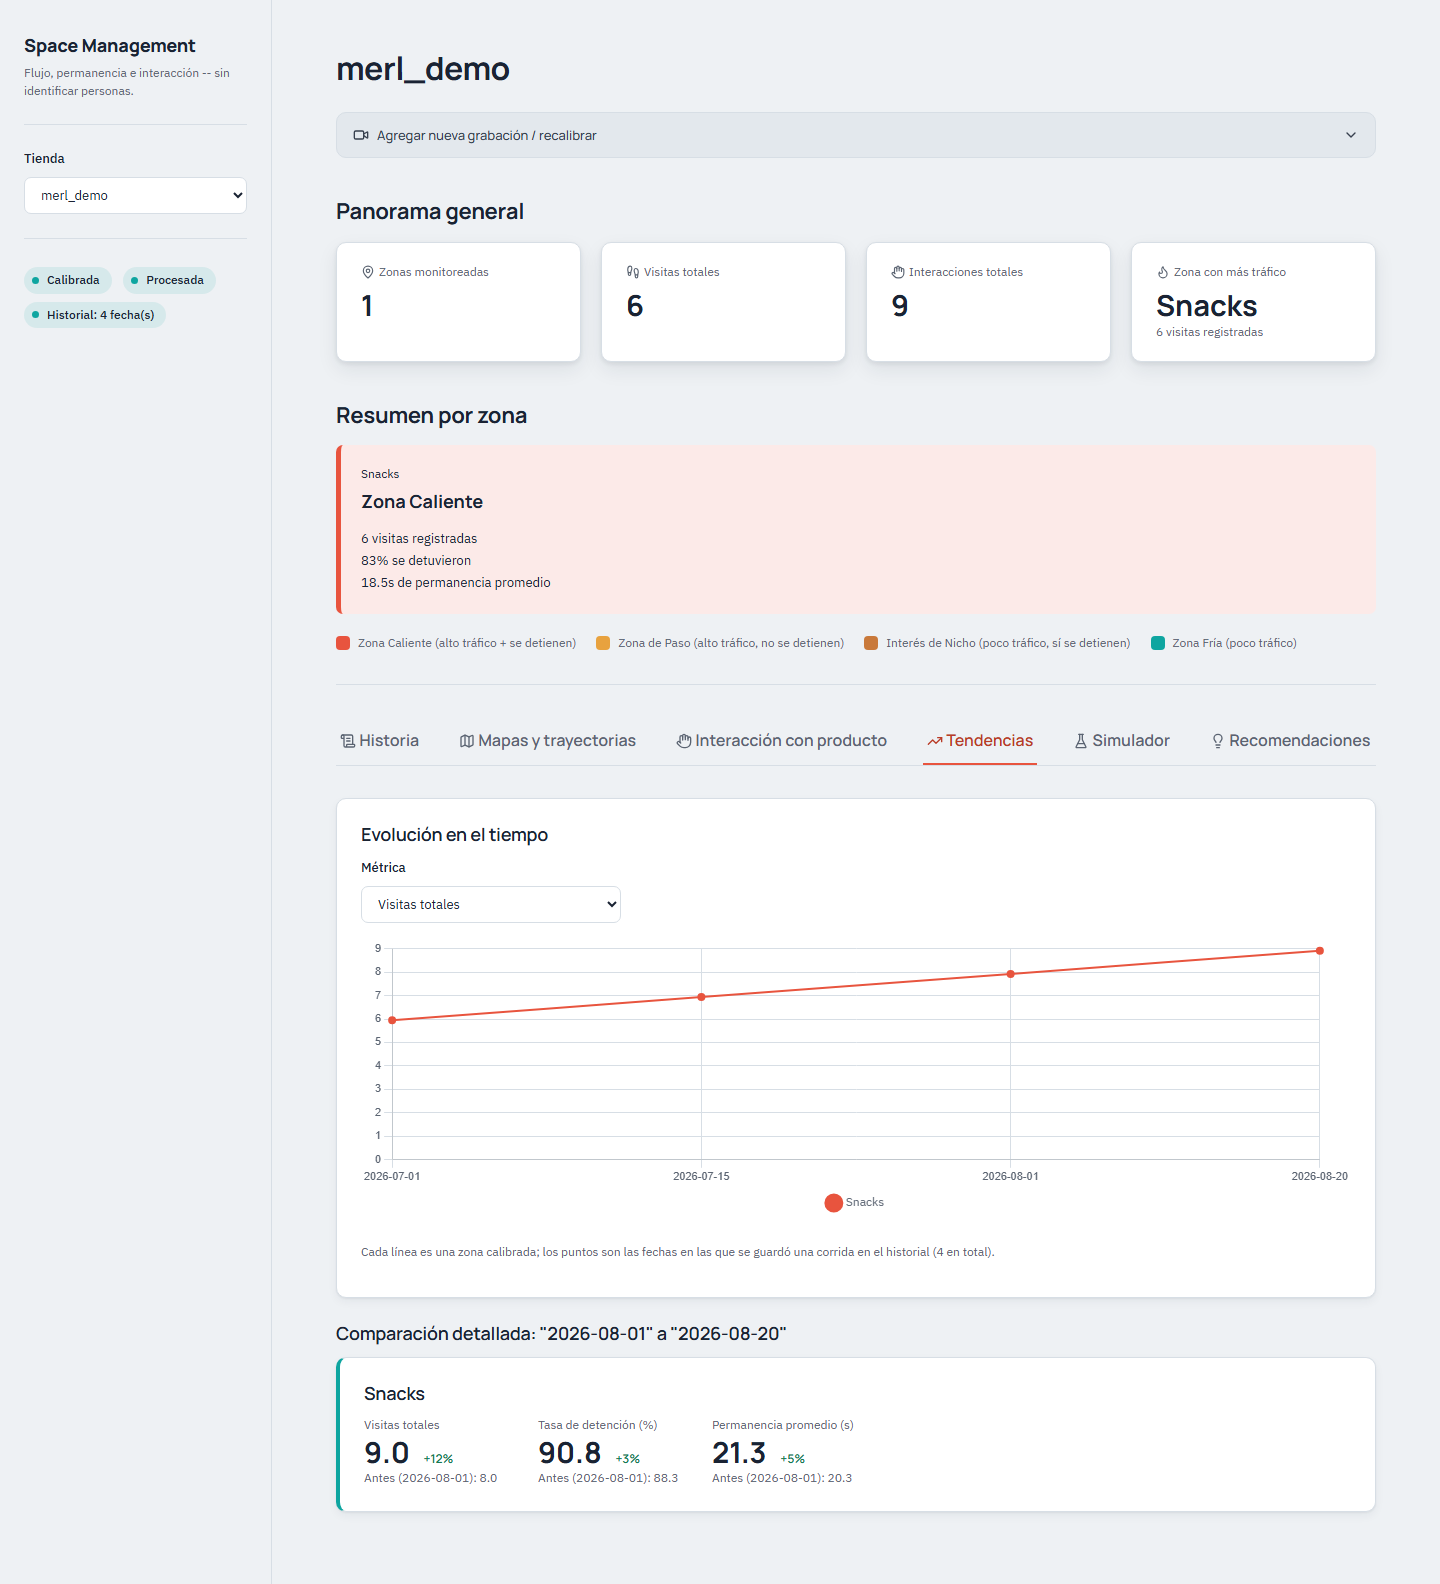 Space Management
Flujo, permanencia e interacción -- sin
identificar personas.
Tienda
merl_demo
Calibrada
Procesada
Historial: 4 fecha(s)
merl_demo
Agregar nueva grabación / recalibrar
Panorama general
Zonas monitoreadas
1
Visitas totales
6
Interacciones totales
9
Zona con más tráfico
Snacks
6 visitas registradas
Resumen por zona
Snacks
Zona Caliente
6 visitas registradas
83% se detuvieron
18.5s de permanencia promedio
Zona Caliente (alto tráfico + se detienen)
Zona de Paso (alto tráfico, no se detienen)
Interés de Nicho (poco tráfico, sí se detienen)
Zona Fría (poco tráfico)
Historia
Mapas y trayectorias
Interacción con producto
Tendencias
Simulador
Recomendaciones
Evolución en el tiempo
Métrica
Visitas totales
9
8
7
6
5
4
3
2
1
0
2026-07-01
2026-07-15
2026-08-01
2026-08-20
Snacks
Cada línea es una zona calibrada; los puntos son las fechas en las que se guardó una corrida en el historial (4 en total).
Comparación detallada: "2026-08-01" a "2026-08-20"
Snacks
Visitas totales
9.0 +12%
Antes (2026-08-01): 8.0
Tasa de detención (%)
90.8 +3%
Antes (2026-08-01): 88.3
Permanencia promedio (s)
21.3 +5%
Antes (2026-08-01): 20.3